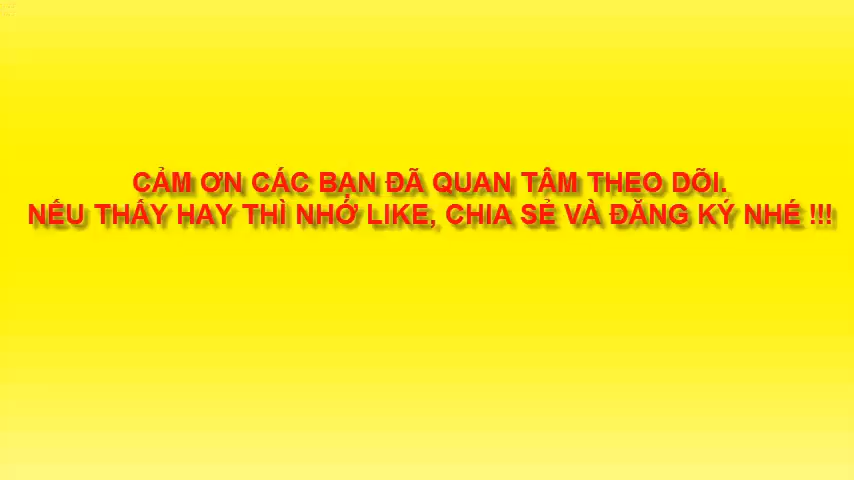 CẢM ƠN CÁC BẠN ĐÃ QUAN TÂM THEO DÕI.
NẾU THẤY HAY THÌ NHỚ LIKE, CHIA SẺ VÀ ĐĂNG KÝ NHÉ !!!